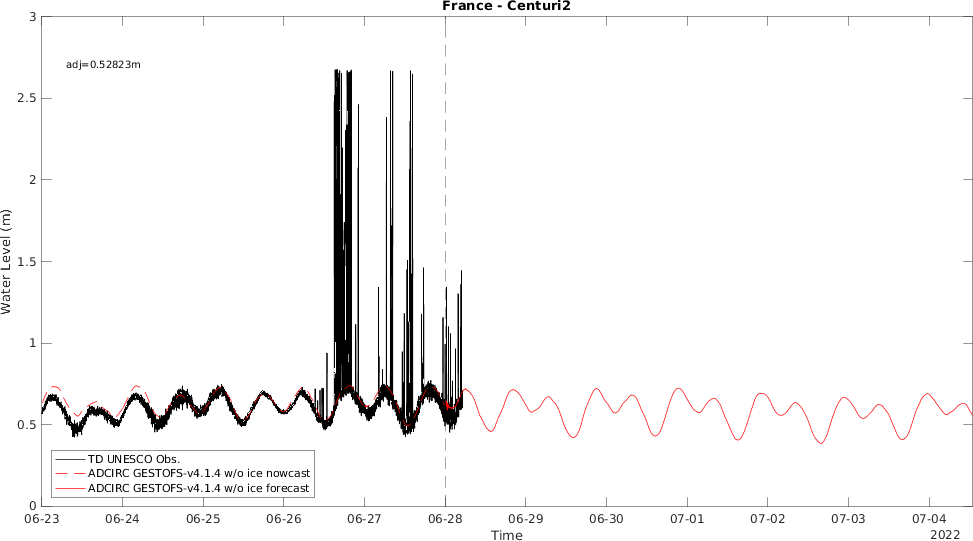 France - Centuri2
adj=0.52823m
3
2.5
2
1.5
1
0.5
0
Water Level (m)
TD UNESCO Obs.
ADCIRC GESTOFS-v4.1.4 w/o ice nowcast
ADCIRC GESTOFS-v4.1.4 w/o ice forecast
06-23 06-24 06-25 06-26 06-27 06-28 06-29 06-30 07-01 07-02 07-03 07-04
Time
2022